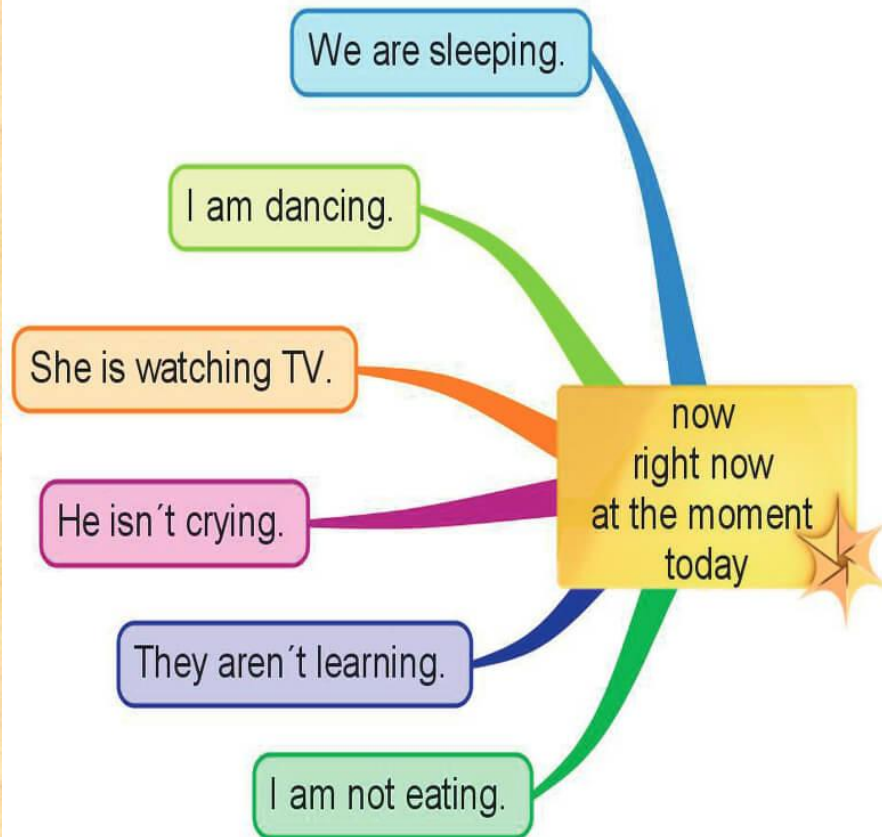 We are sleeping.
I am dancing.
She is watching TV.
He isn´t crying.
They aren´t learning.
I am not eating.
now
right now
at the moment
today